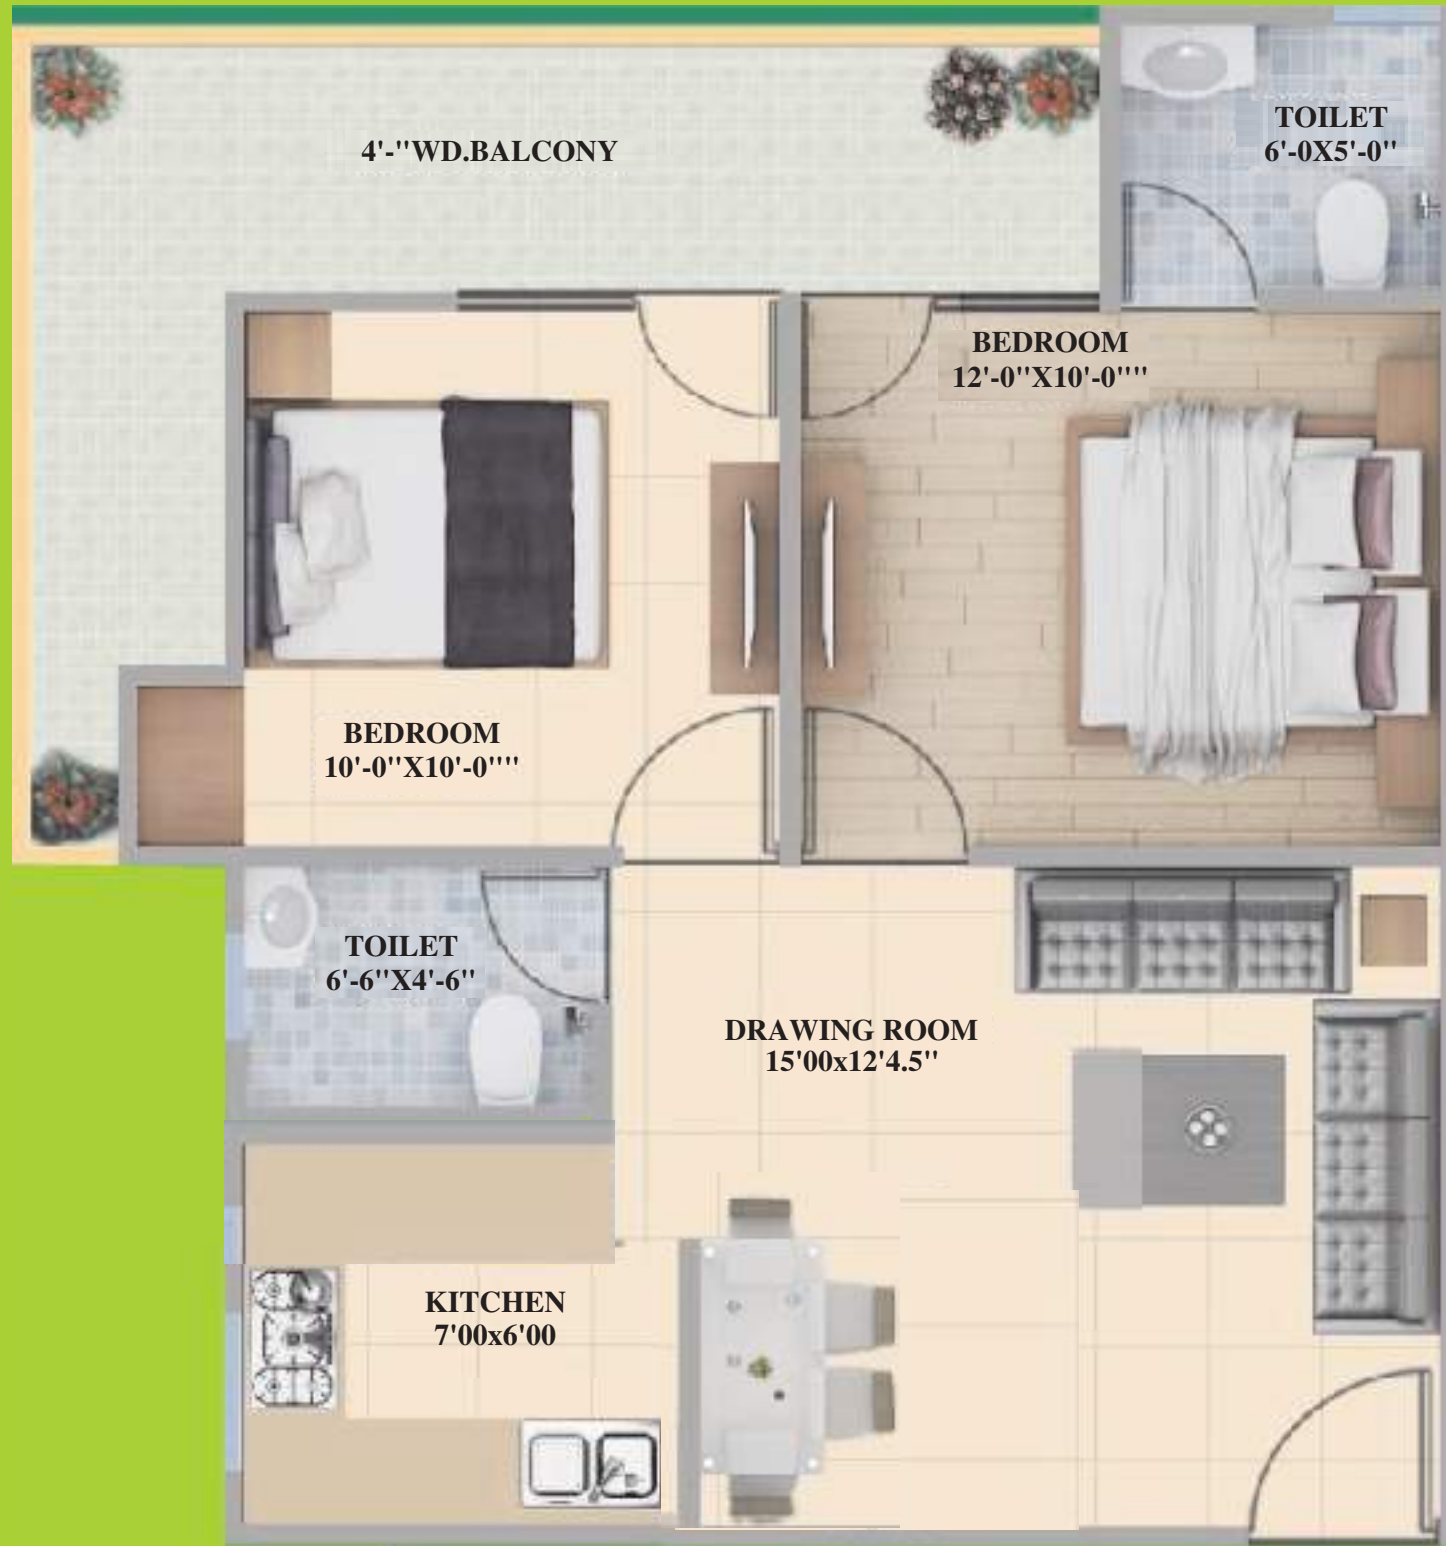 4'-"WD.BALCONY
TOILET
6'-0X5'-0"
BEDROOM
12'-0"X10'-0""
BEDROOM
10'-0"X10'-0""
TOILET
6'-6"X4'-6"
DRAWING ROOM
15'00x12'4.5"
KITCHEN
7'00x6'00